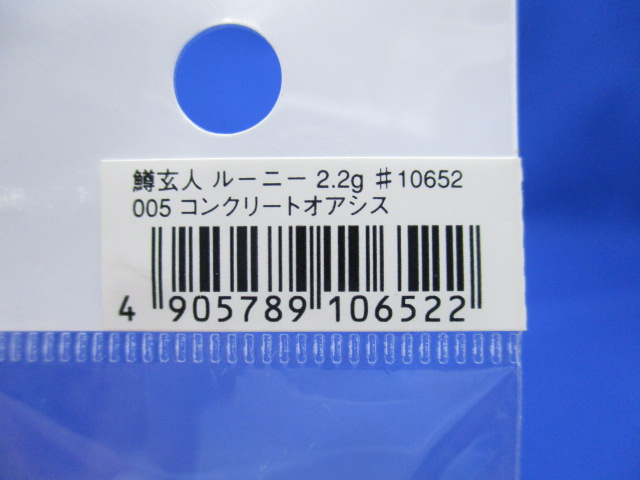 鱒玄人 ルーニー 2.2g ♯10652
005 コンクリートオアシス
4 905789 106522